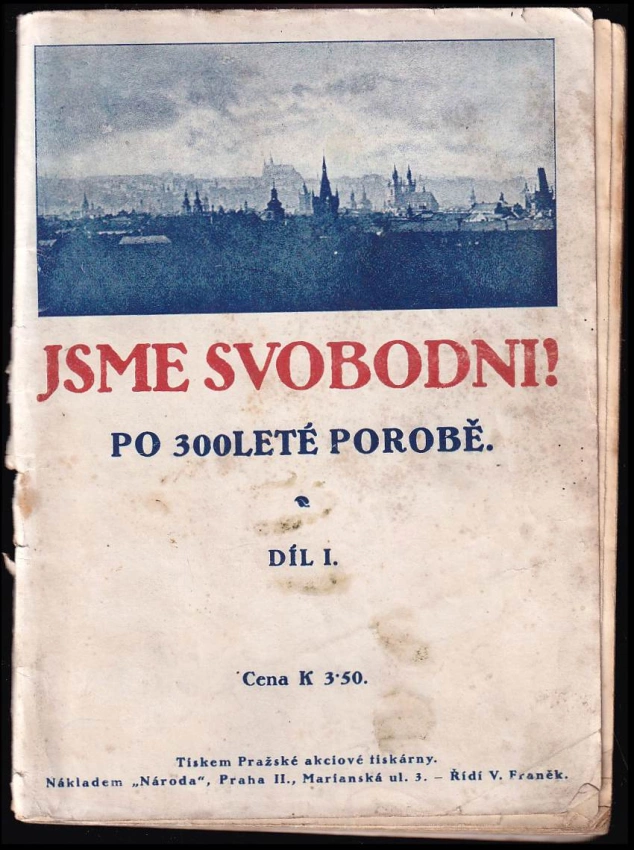 JSME SVOBODNI!
PO 300LETÉ POROBĚ.
DÍL I.
Cena K 3·50.
Tiskem Pražské akciové tiskárny.
Nákladem „Národa“, Praha II., Marianská ul. 3. – Řídí V. Franěk.